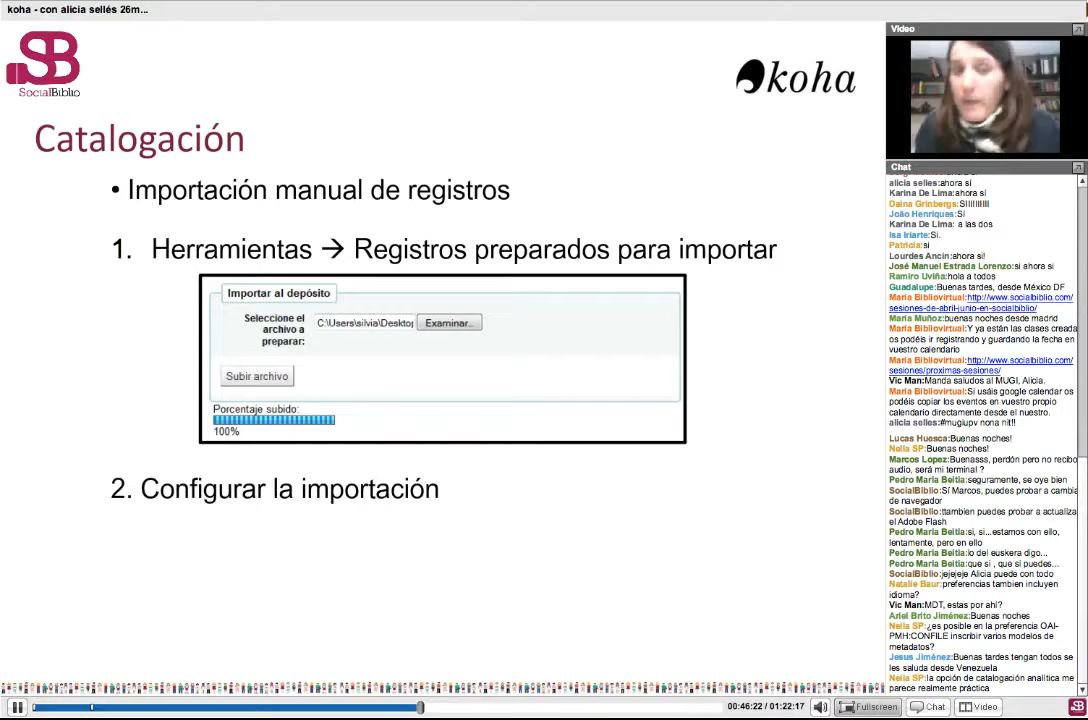 koha - con alicia sellés 26m...
SB
SocialBiblio
koha
Catalogación
• Importación manual de registros
1. Herramientas → Registros preparados para importar
Importar al depósito
Seleccione el
archivo a
preparar:
C:\Users\silvia\Desktop
Examinar...
Subir archivo
Porcentaje subido:
100%
2. Configurar la importación
Video
Chat
alicia selles:ahora sí
Karina De Lima:ahora sí
Daina Grinbergs:SIIIIIIIII
João Henriques:Sí
Karina De Lima: a las dos
Isa Iriarte:Si.
Patricia:si
Lourdes Ancín:ahora si!
José Manuel Estrada Lorenzo:si ahora si
Ramiro Uviña:hola a todos
Guadalupe:Buenas tardes, desde México DF
María Bibliovirtual:http://www.socialbiblio.com/
sesiones-de-abril-junio-en-socialbiblio/
María Muñoz:buenas noches desde madrid
María Bibliovirtual:Y ya están las clases creada
os podéis ir registrando y guardando la fecha en
vuestro calendario
María Bibliovirtual:http://www.socialbiblio.com/
sesiones/proximas-sesiones/
Vic Man:Manda saludos al MUGI, Alicia.
María Bibliovirtual:Si usáis google calendar os
podéis copiar los eventos en vuestro propio
calendario directamente desde el nuestro.
alicia selles:#mugiupv nona nit!!
Lucas Huesca:Buenas noches!
Neila SP:Buenas noches!
Marcos Lopez:Buenasss, perdón pero no recibo
audio, será mi terminal ?
Pedro Maria Beitia:seguramente, se oye bien
SocialBiblio:Sí Marcos, puedes probar a cambia
de navegador
SocialBiblio:ttambien puedes probar a actualiza
el Adobe Flash
Pedro Maria Beitia:si, si...estamos con ello,
lentamente, pero en ello
Pedro Maria Beitia:lo del euskera digo...
Pedro Maria Beitia:que si , que si puedes...
SocialBiblio:jejejeje Alicia puede con todo
Natalie Baur:preferencias tambien incluyen
idioma?
Vic Man:MDT, estas por ahí?
Ariel Brito Jiménez:Buenas noches
Neila SP:¿es posible en la preferencia OAI-
PMH:CONFILE inscribir varios modelos de
metadatos?
Jesus Jiménez:Buenas tardes tengan todos se
les saluda desde Venezuela
Neila SP:la opción de catalogación analítica me
parece realmente práctica
00:46:22 / 01:22:17
Fullscreen
Chat
Video
SB